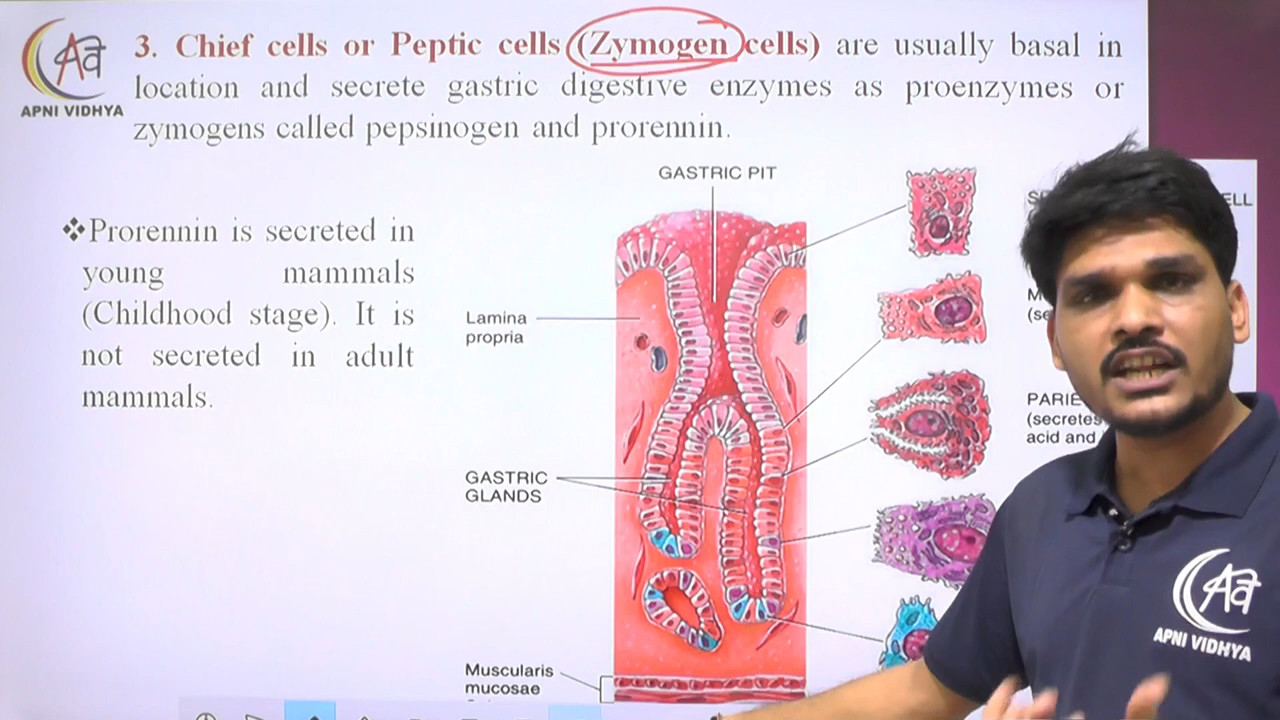 3. Chief cells or Peptic cells (Zymogen cells) are usually basal in
location and secrete gastric digestive enzymes as proenzymes or
zymogens called pepsinogen and prorennin.
APNI VIDHYA
❖Prorennin is secreted in
young mammals
(Childhood stage). It is
not secreted in adult
mammals.
GASTRIC PIT
Lamina
propria
GASTRIC
GLANDS
Muscularis
mucosae
PARIE
(secretes
acid and
APNI VIDHYA